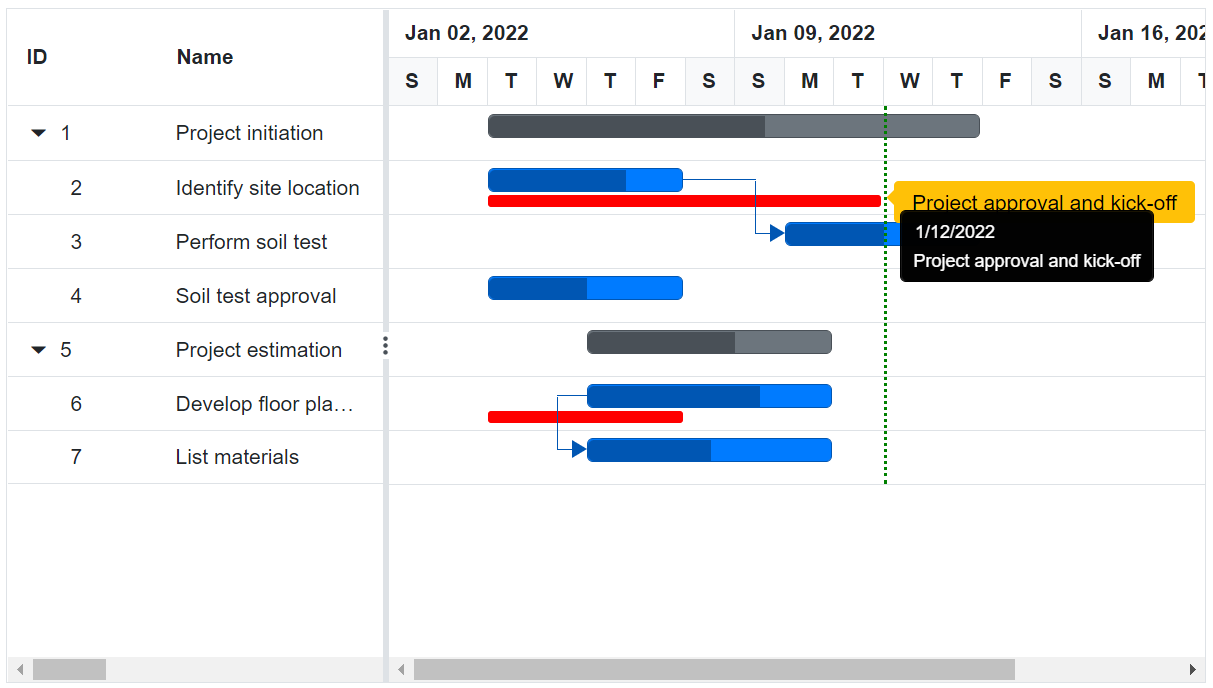 ID Name
Jan 02, 2022 Jan 09, 2022 Jan 16, 202
S M T W T F S S M T W T F S S M T
1 Project initiation
2 Identify site location
Project approval and kick-off
3 Perform soil test
1/12/2022
Project approval and kick-off
4 Soil test approval
5 Project estimation
6 Develop floor pla…
7 List materials